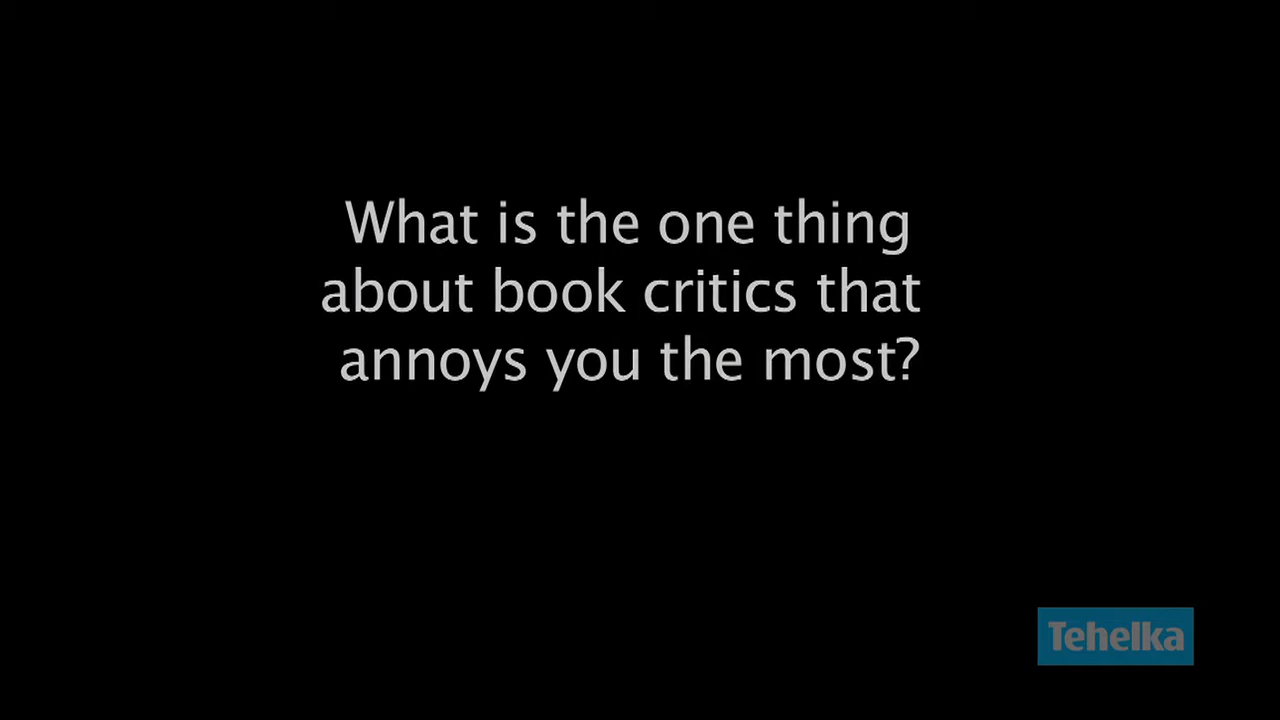 What is the one thing
about book critics that
annoys you the most?
Tehelka